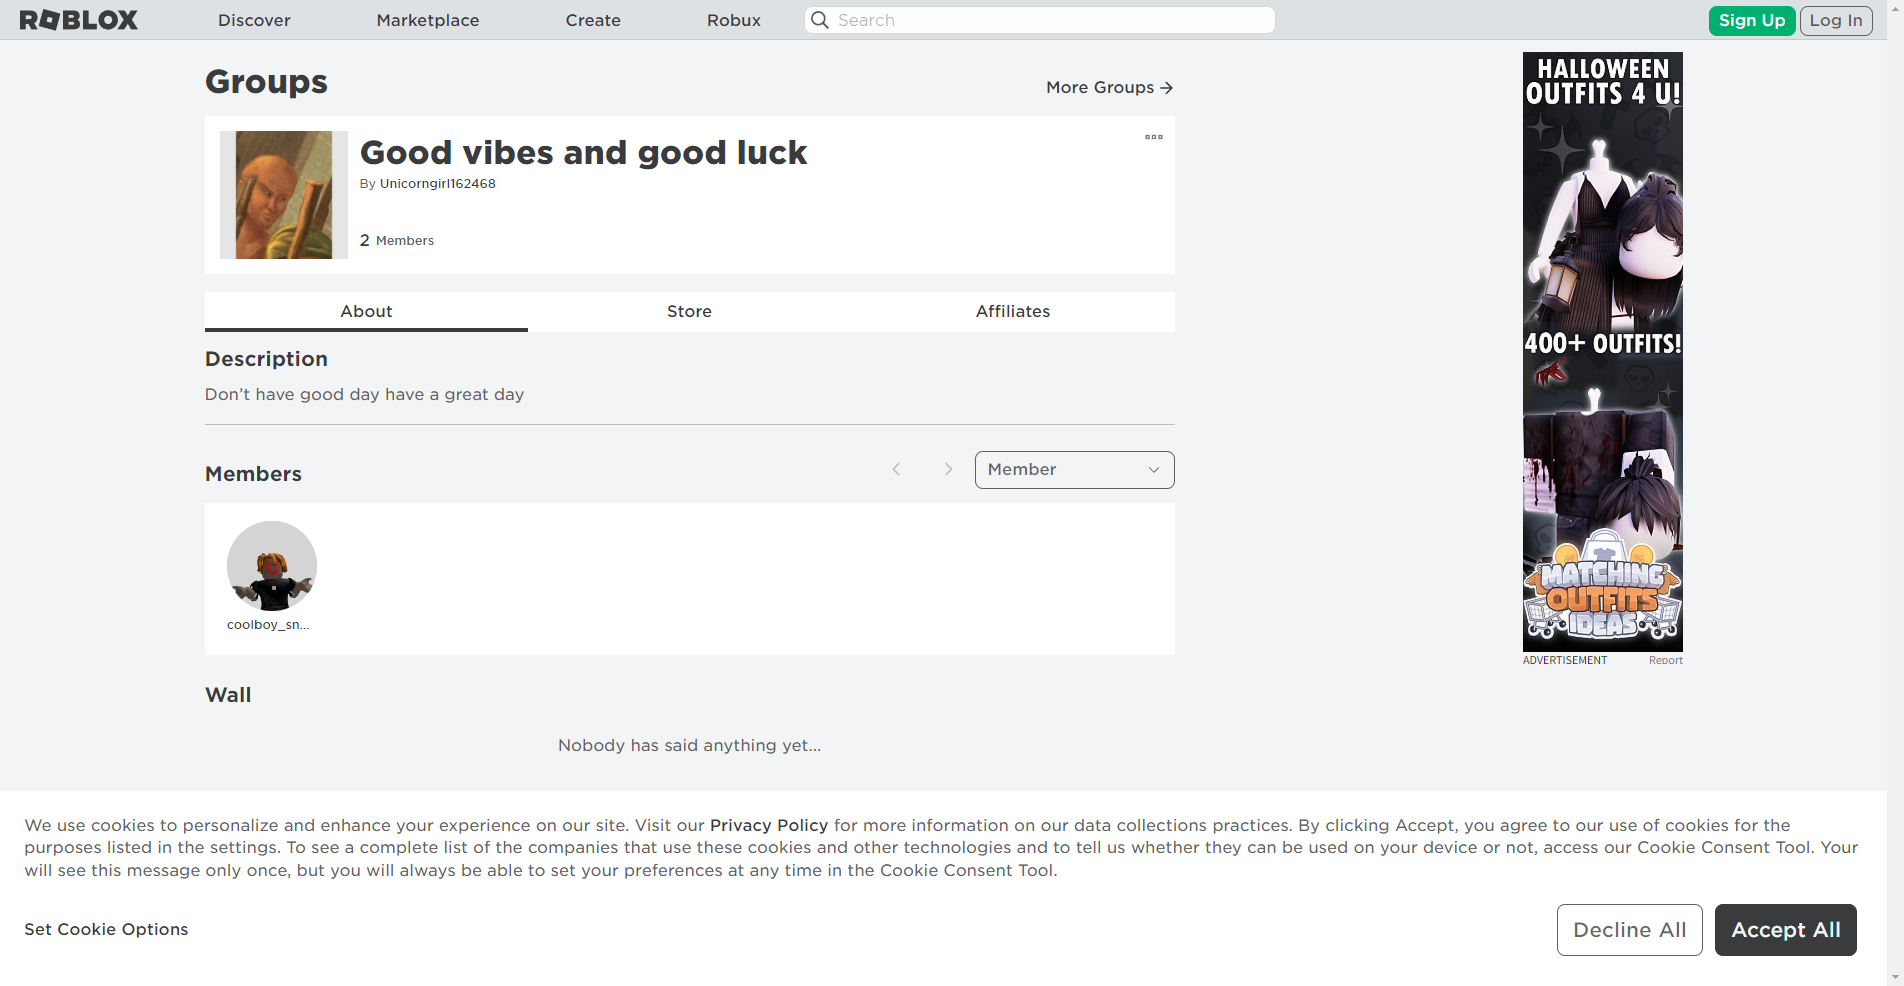 ROBLOX
Discover
Marketplace
Create
Robux
Search
Sign Up
Log In
Groups
More Groups
Good vibes and good luck
By Unicorngirl162468
2 Members
About
Store
Affiliates
Description
Don’t have good day have a great day
Members
Member
coolboy_sn...
Wall
Nobody has said anything yet...
HALLOWEEN
OUTFITS 4 U!
400+ OUTFITS!
MATCHING
OUTFITS
IDEAS
ADVERTISEMENT
Report
We use cookies to personalize and enhance your experience on our site. Visit our Privacy Policy for more information on our data collections practices. By clicking Accept, you agree to our use of cookies for the
purposes listed in the settings. To see a complete list of the companies that use these cookies and other technologies and to tell us whether they can be used on your device or not, access our Cookie Consent Tool. Your
will see this message only once, but you will always be able to set your preferences at any time in the Cookie Consent Tool.
Set Cookie Options
Decline All
Accept All